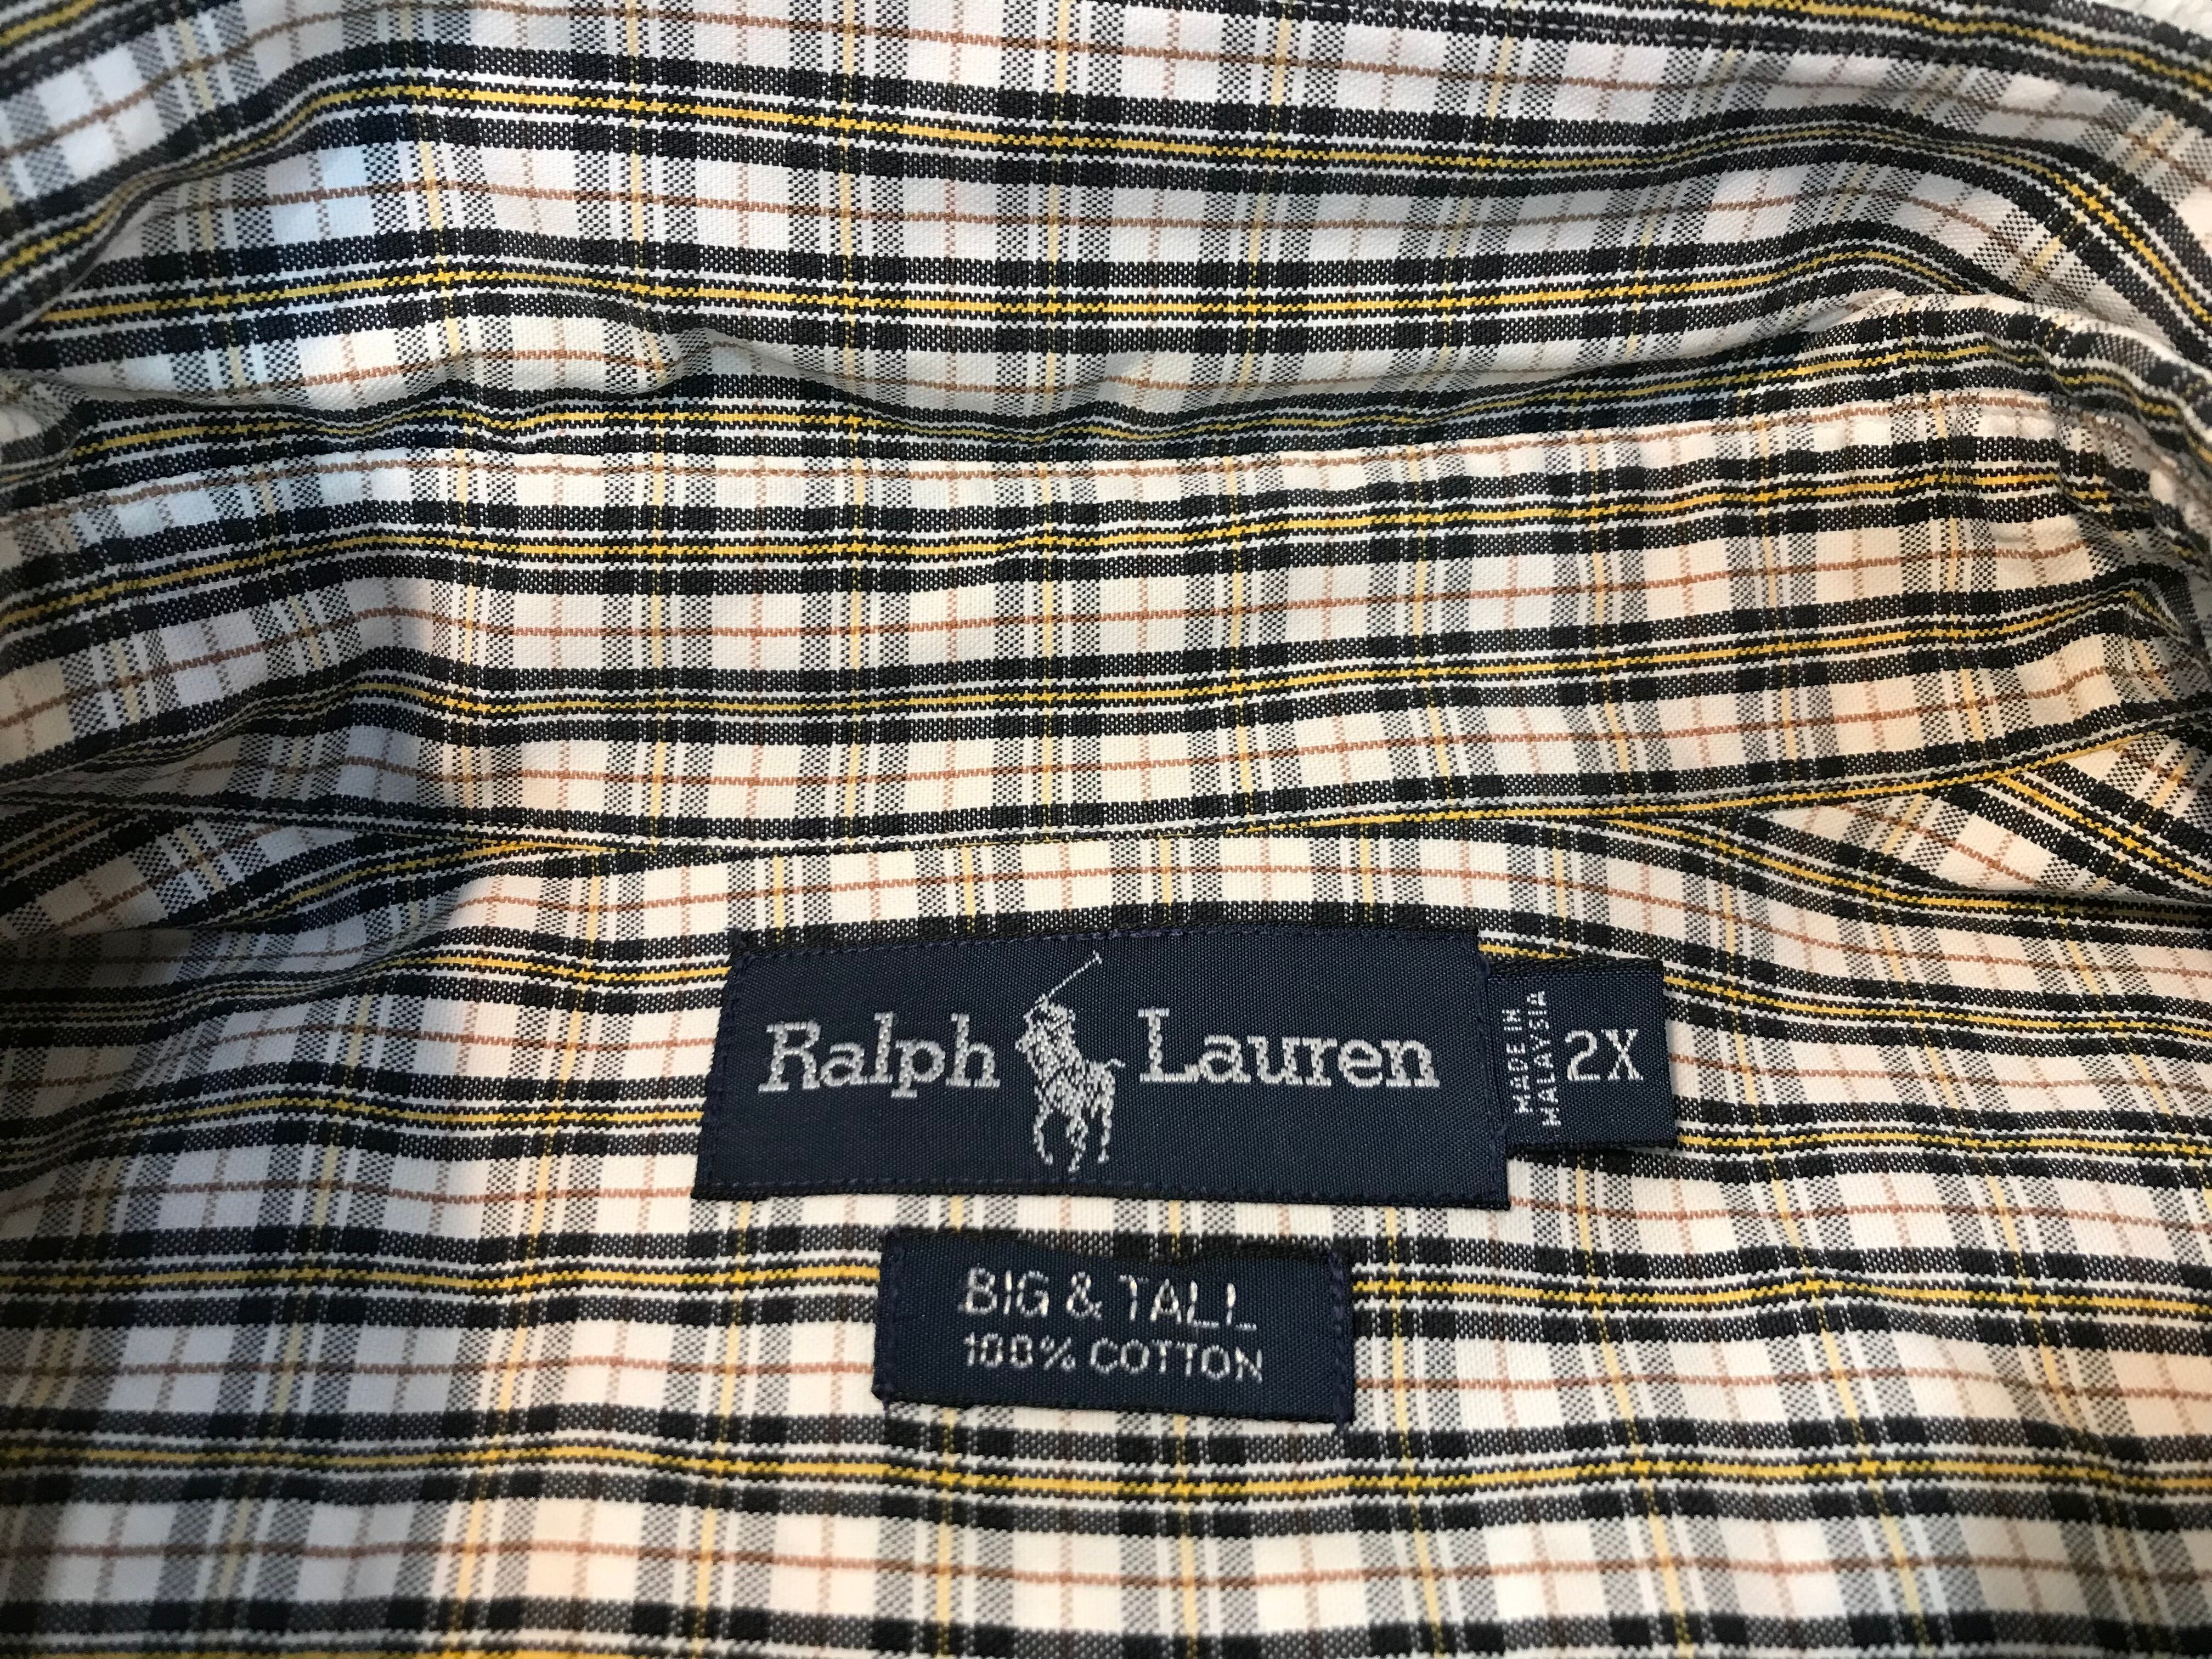 Ralph Lauren
MADE IN
MALAYSIA
2X
BIG & TALL
100% COTTON